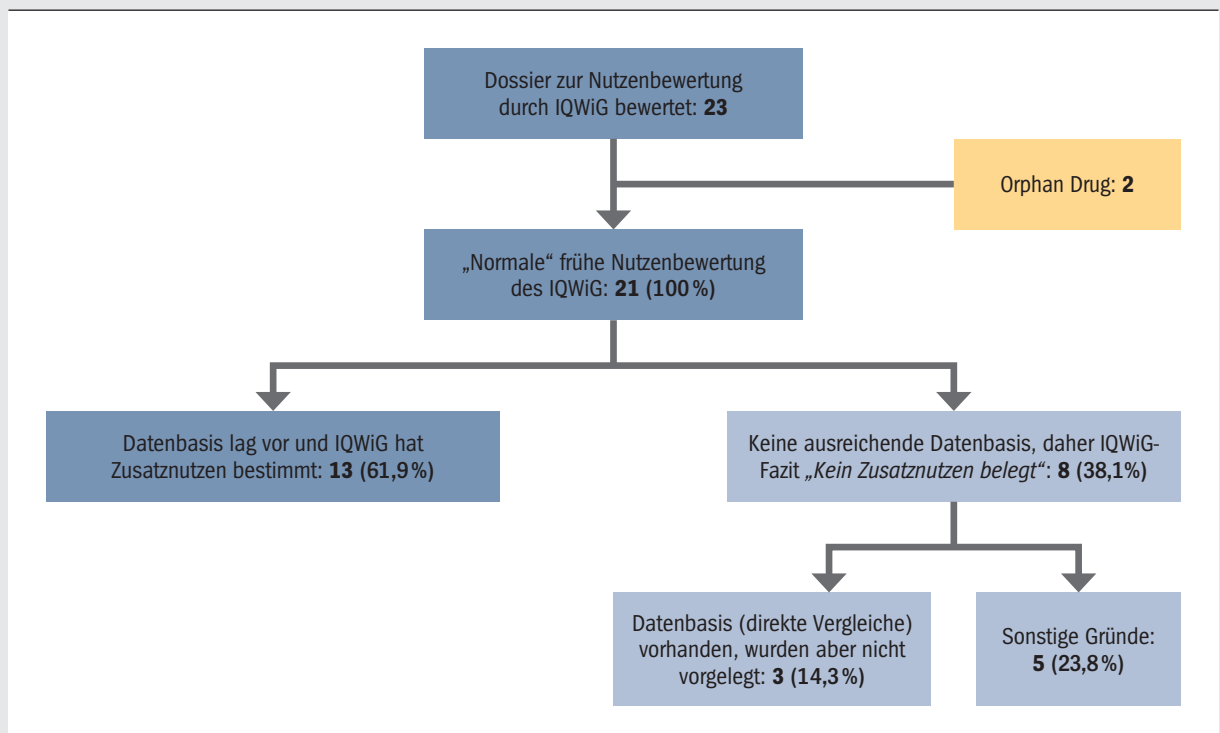 Dossier zur Nutzenbewertung
durch IQWiG bewertet: 23
Orphan Drug: 2
„Normale“ frühe Nutzenbewertung
des IQWiG: 21 (100 %)
Datenbasis lag vor und IQWiG hat
Zusatznutzen bestimmt: 13 (61,9 %)
Keine ausreichende Datenbasis, daher IQWiG-
Fazit „Kein Zusatznutzen belegt“: 8 (38,1%)
Datenbasis (direkte Vergleiche)
vorhanden, wurden aber nicht
vorgelegt: 3 (14,3 %)
Sonstige Gründe:
5 (23,8 %)